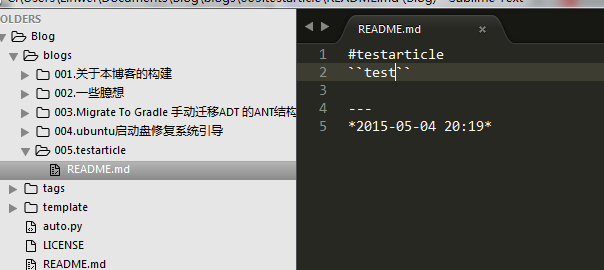 C:\Users\Linwei\Documents\Blog\blogs\005.testarticle\README.md (Blog) - Sublime Text
OLDERS
Blog
blogs
001.关于本博客的构建
002.一些臆想
003.Migrate To Gradle 手动迁移ADT 的ANT结构
004.ubuntu启动盘修复系统引导
005.testarticle
README.md
tags
template
auto.py
LICENSE
README.md
README.md ×
1 #testarticle
2 ``test``
3
4 ---
5 *2015-05-04 20:19*